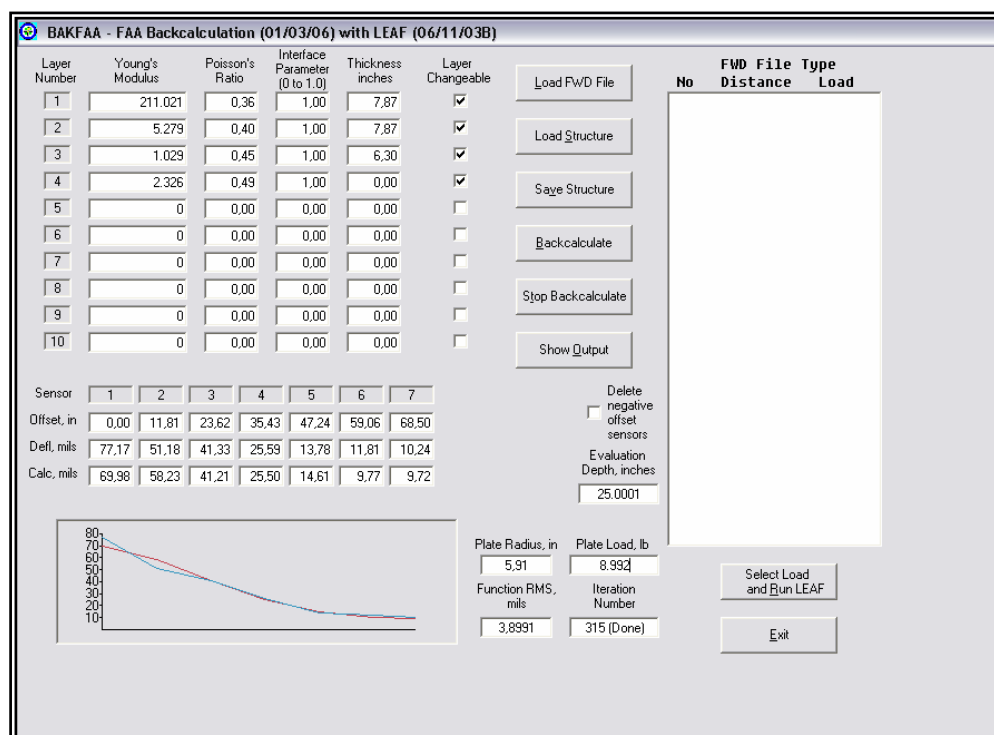 BAKFAA - FAA Backcalculation (01/03/06) with LEAF (06/11/03B)
Layer Number Young's Modulus Poisson's Ratio Interface Parameter (0 to 1.0) Thickness inches Layer Changeable
1 211.021 0,36 1,00 7,87
2 5.279 0,40 1,00 7,87
3 1.029 0,45 1,00 6,30
4 2.326 0,49 1,00 0,00
5 0 0,00 0,00 0,00
6 0 0,00 0,00 0,00
7 0 0,00 0,00 0,00
8 0 0,00 0,00 0,00
9 0 0,00 0,00 0,00
10 0 0,00 0,00 0,00
Load FWD File
Load Structure
Save Structure
Backcalculate
Stop Backcalculate
Show Output
FWD File Type
No Distance Load
Sensor 1 2 3 4 5 6 7
Offset, in 0,00 11,81 23,62 35,43 47,24 59,06 68,50
Defl, mils 77,17 51,18 41,33 25,59 13,78 11,81 10,24
Calc, mils 69,98 58,23 41,21 25,50 14,61 9,77 9,72
Delete
negative
offset
sensors
Evaluation
Depth, inches
25.0001
80
70
60
50
40
30
20
10
Plate Radius, in Plate Load, lb
5,91 8.992
Function RMS, mils Iteration Number
3,8991 315 (Done)
Select Load
and Run LEAF
Exit